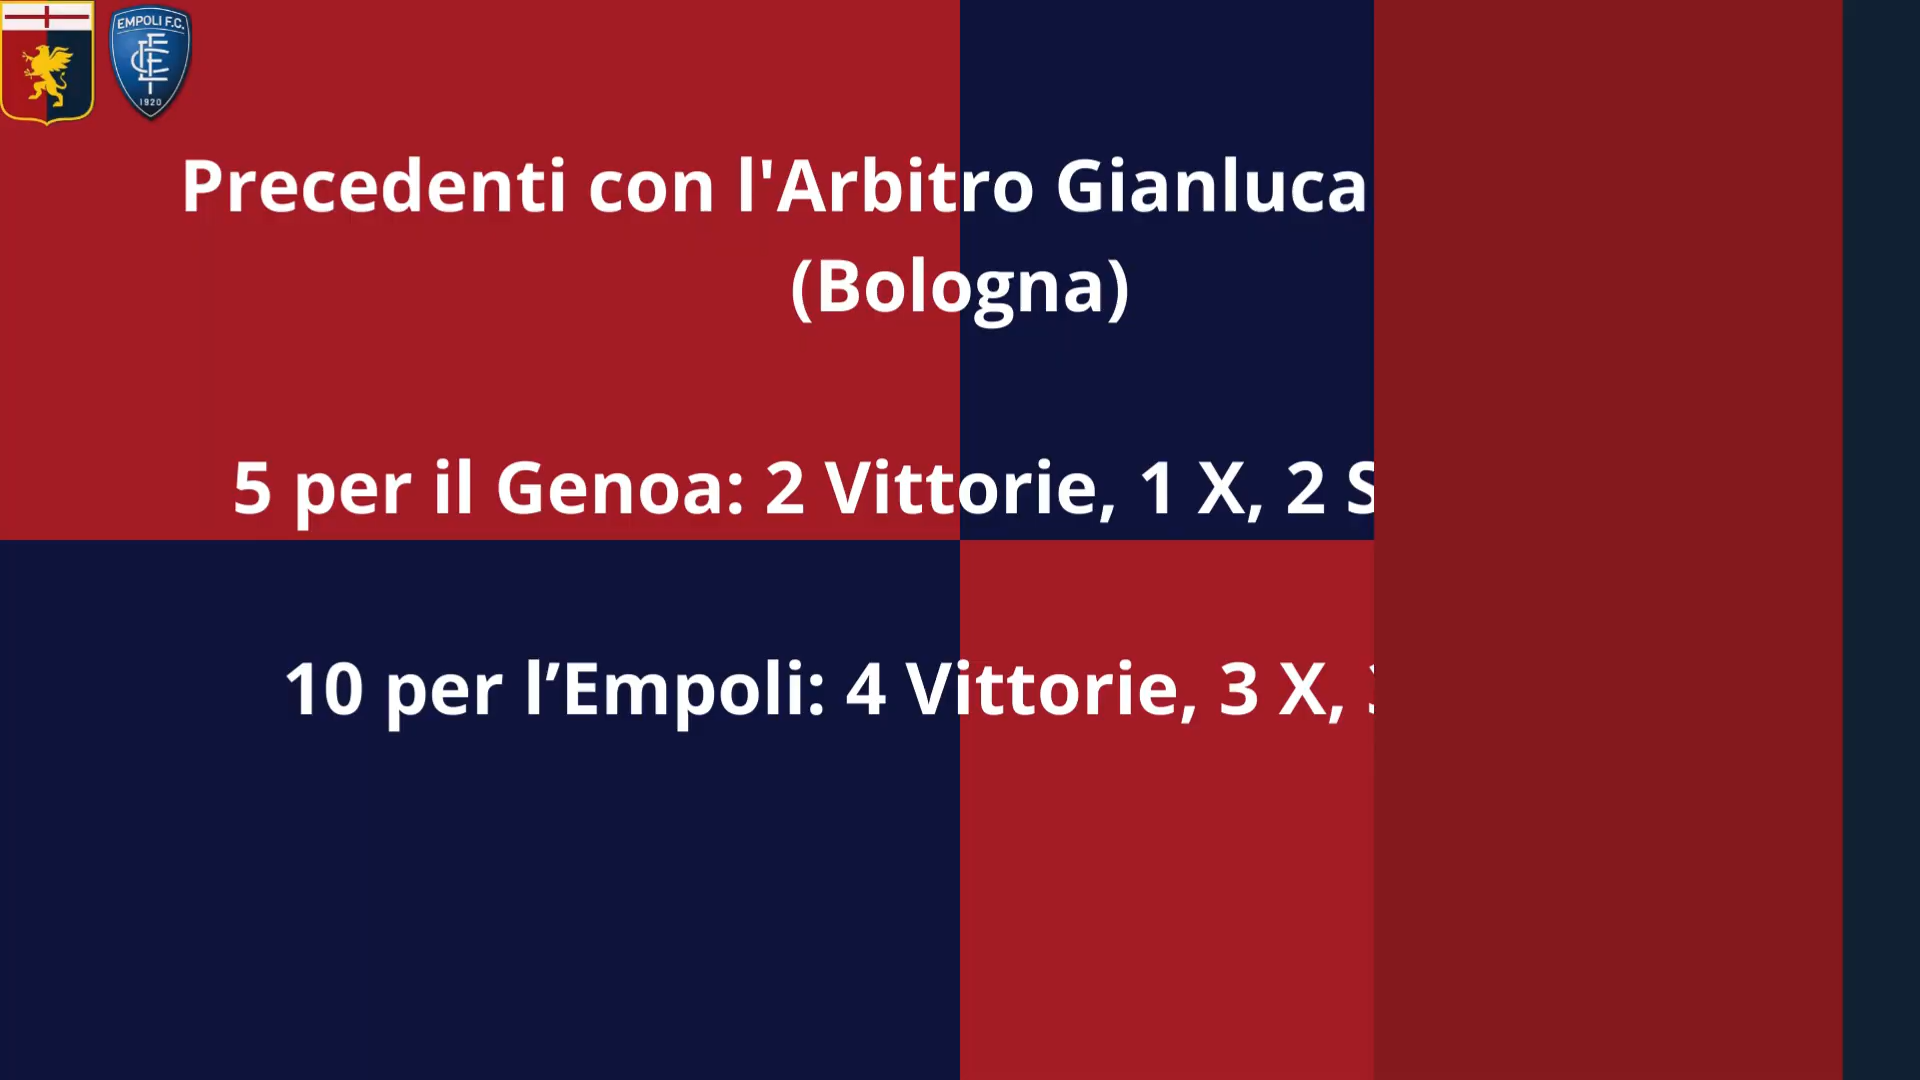 EMPOLI F.C.
1920
Precedenti con l'Arbitro Gianluca
(Bologna)
5 per il Genoa: 2 Vittorie, 1 X, 2 S
10 per l’Empoli: 4 Vittorie, 3 X,